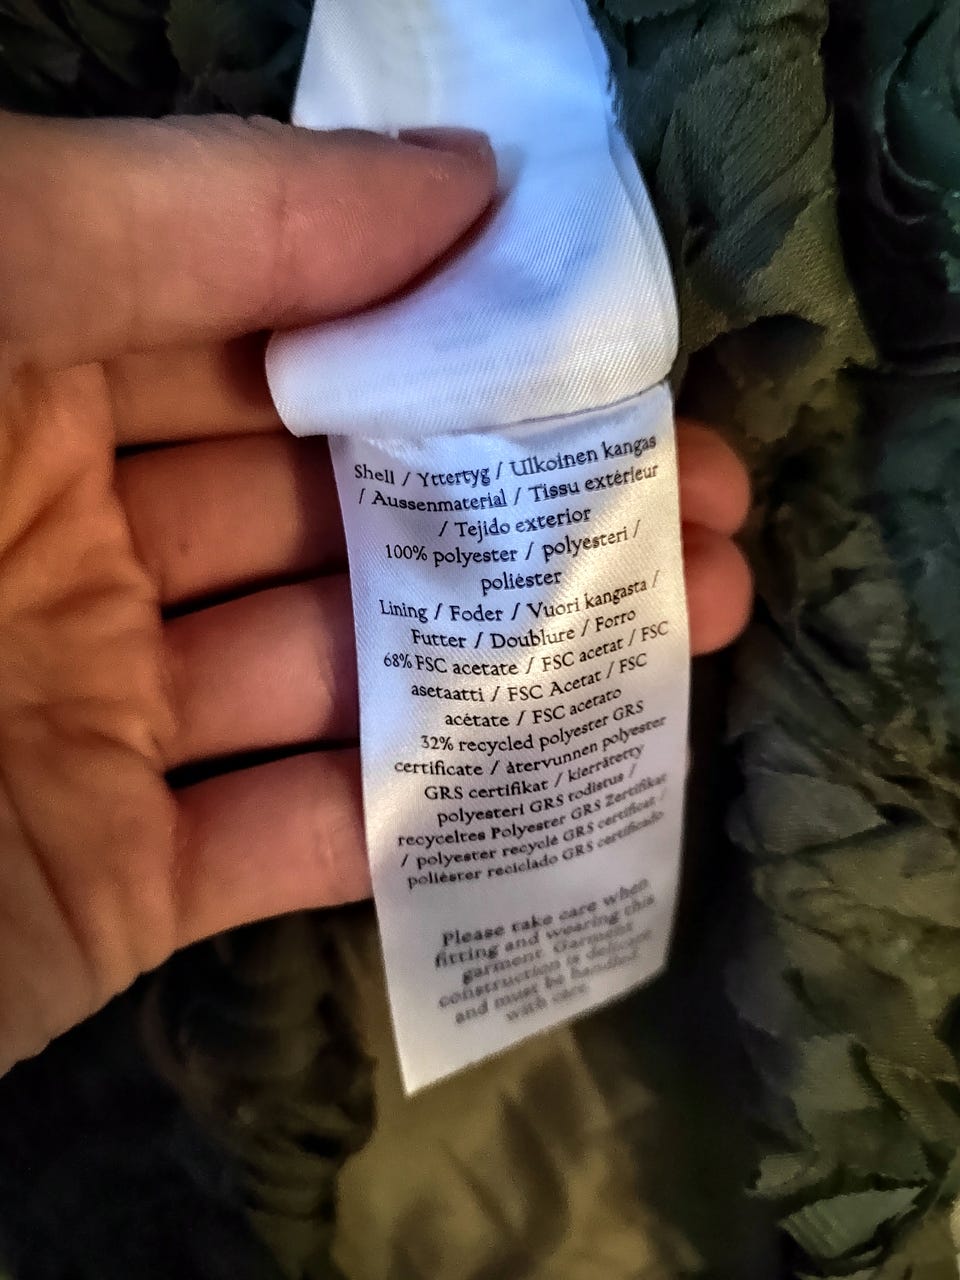 Shell / Yttertyg / Ulkoinen kangas
/ Aussenmaterial / Tissu extérieur
/ Tejido exterior
100% polyester / polyesteri /
poliéster
Lining / Foder / Vuori kangasta /
Futter / Doublure / Forro
68% FSC acetate / FSC acetat / FSC
asetaatti / FSC Acetat / FSC
acétate / FSC acetato
32% recycled polyester GRS
certificate / återvunnen polyester
GRS certifikat / kierrätetty
polyesteri GRS todistus /
recyceltes Polyester GRS Zertifikat
/ polyester recyclé GRS certificat /
poliéster reciclado GRS certificado
Please take care when
fitting and wearing this
garment. Garment
construction is delicate
and must be handled
with care.